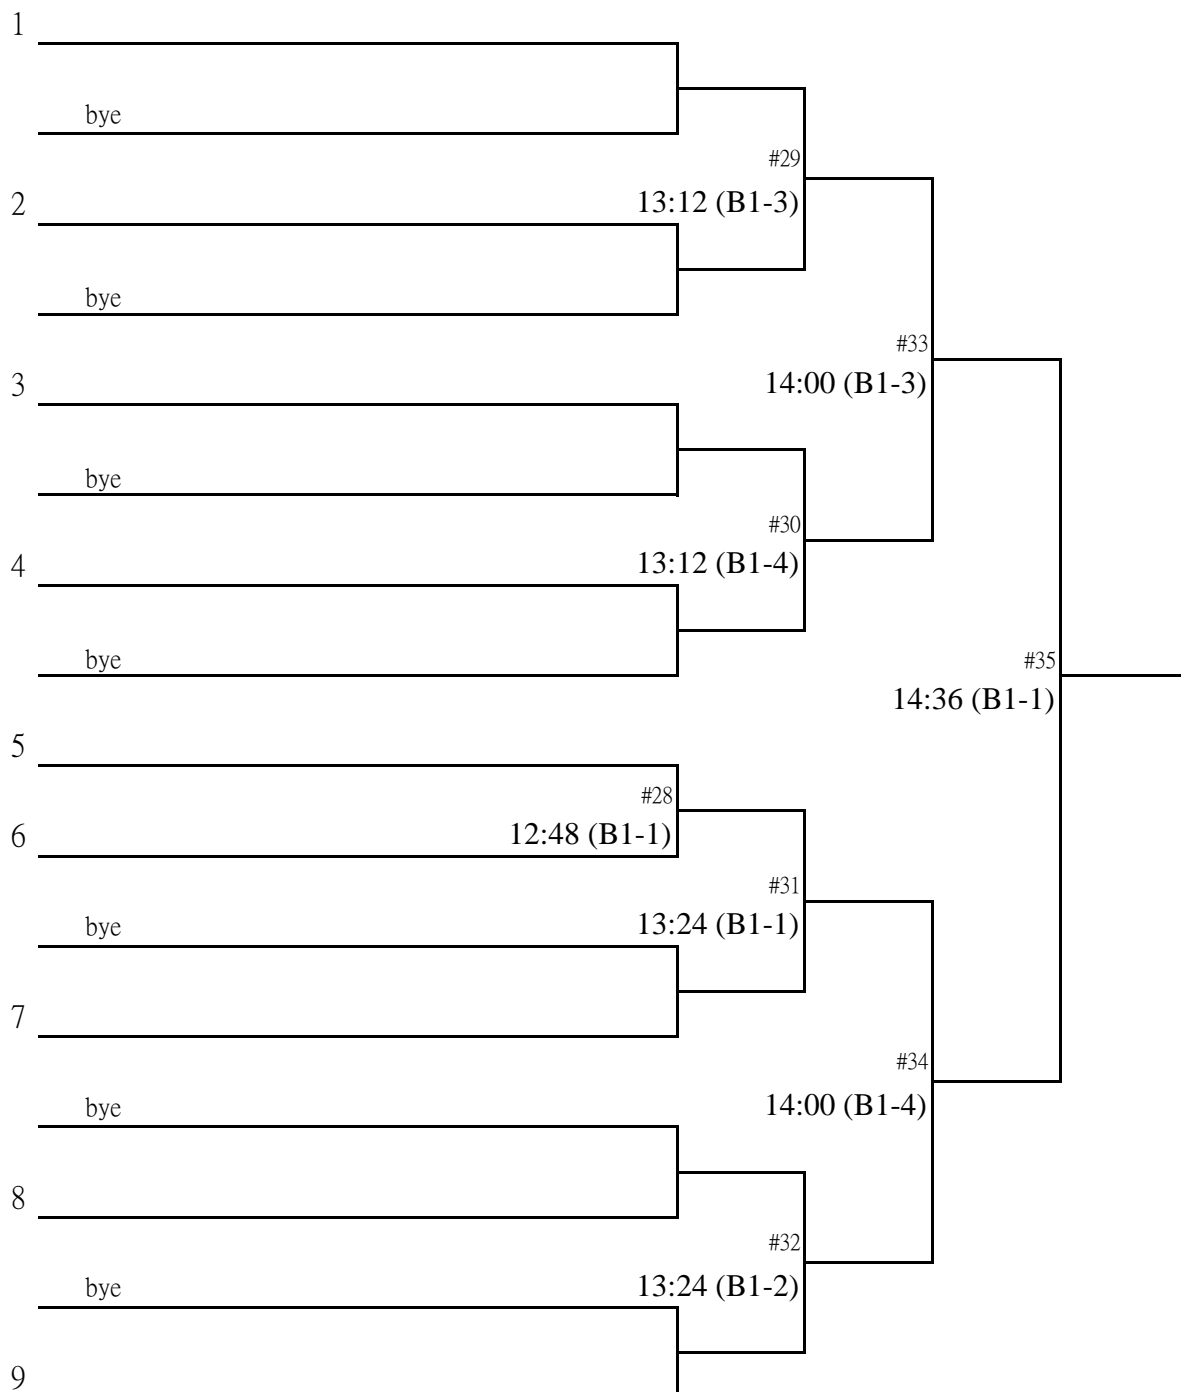 1
bye
#29
13:12 (B1-3)
2
bye
#33
14:00 (B1-3)
3
bye
#30
13:12 (B1-4)
4
bye
#35
14:36 (B1-1)
5
#28
12:48 (B1-1)
6
#31
13:24 (B1-1)
bye
7
#34
14:00 (B1-4)
bye
8
#32
13:24 (B1-2)
bye
9